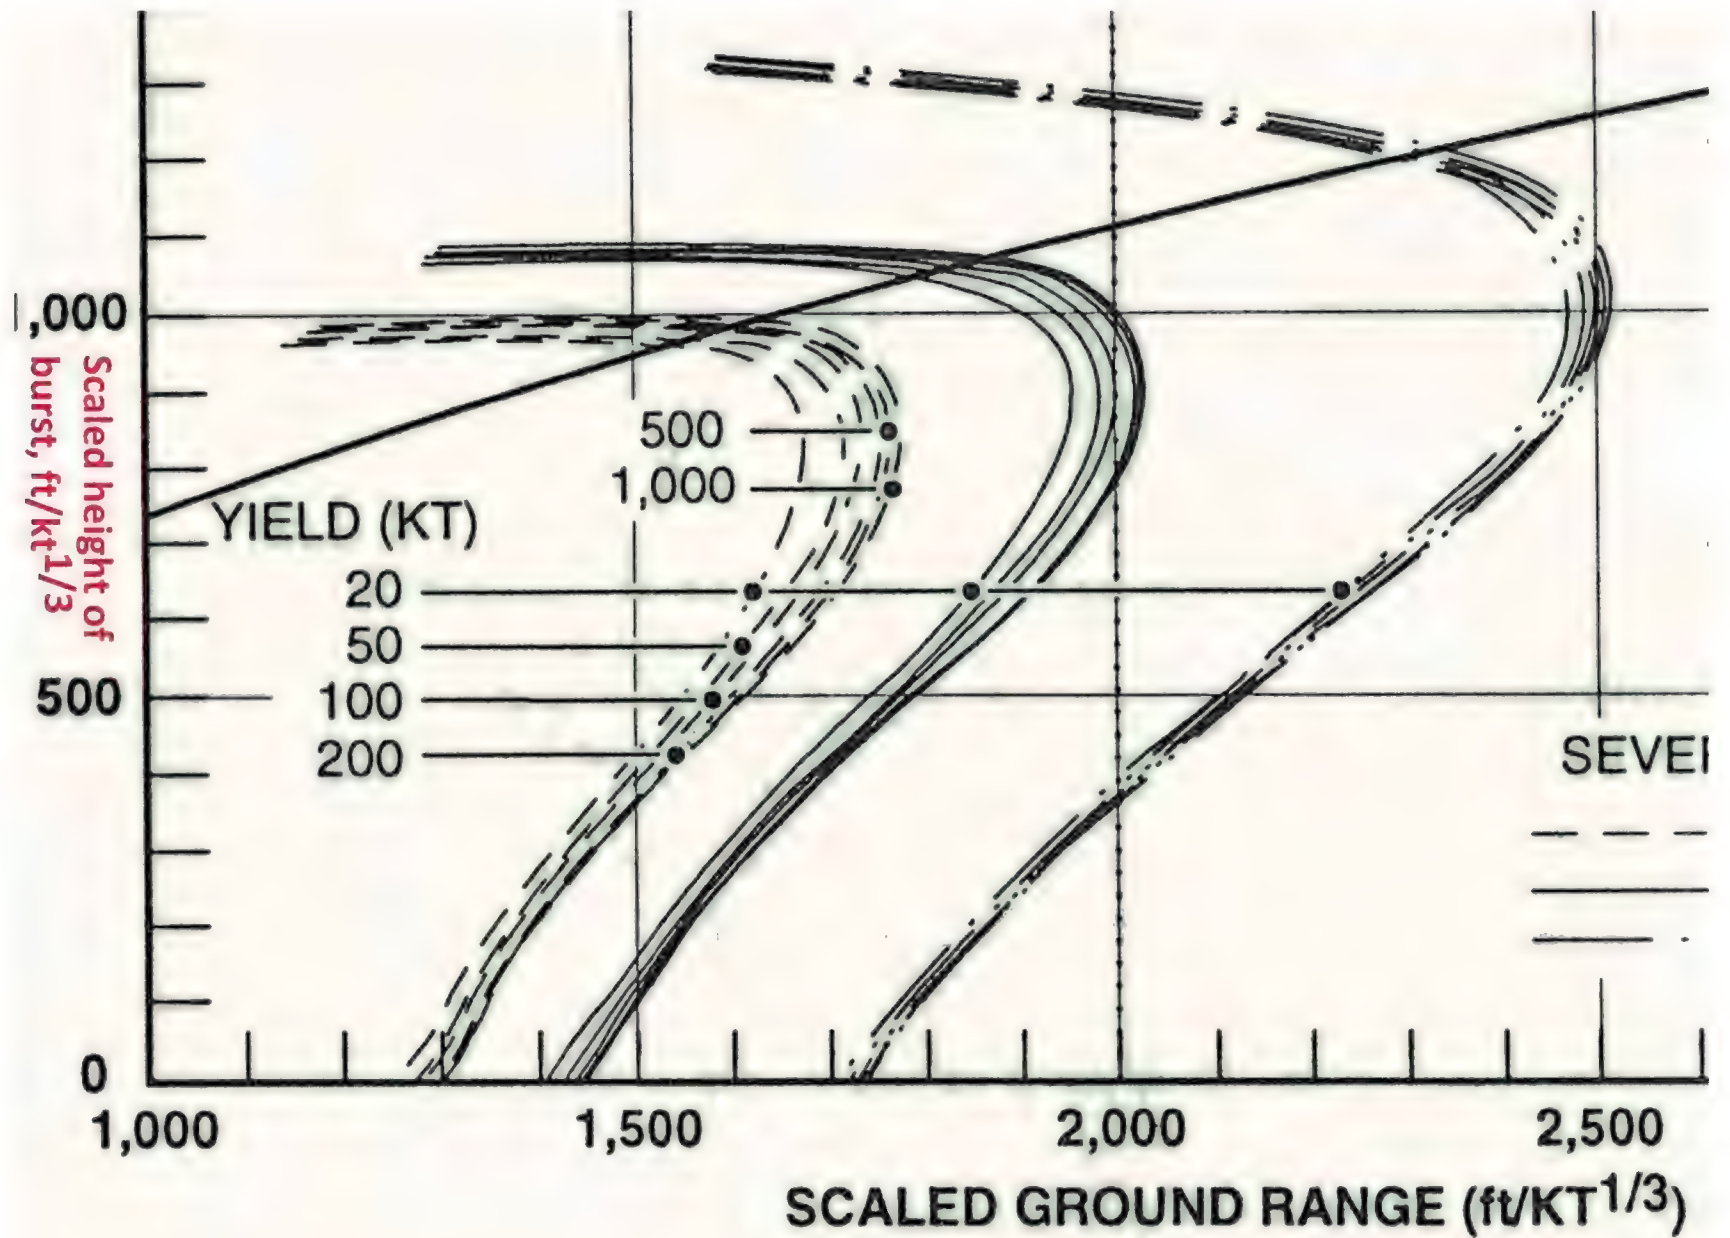 ,000
Scaled height of
burst, ft/kt1/3
500
1,000
YIELD (KT)
20
50
100
200
500
0
SEVE
1,000 1,500 2,000 2,500
SCALED GROUND RANGE (ft/KT1/3)